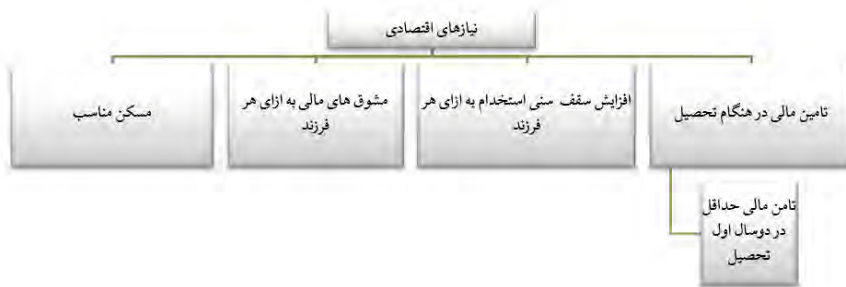 نیازهای اقتصادی
تامین مالی در هنگام تحصیل
افزایش سقف سنی استخدام به ازای هر
فرزند
مشوق های مالی به ازای هر
فرزند
مسکن مناسب
تامن مالی حداقل
در دوسال اول
تحصیل